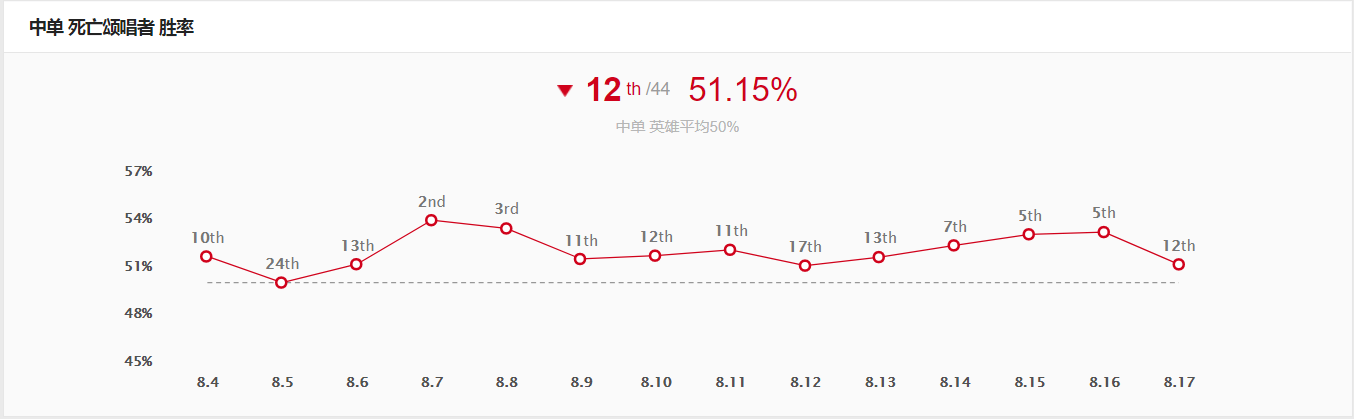 中单 死亡颂唱者 胜率
12 th /44 51.15%
中单 英雄平均50%
57%
54%
51%
48%
45%
10th
24th
13th
2nd
3rd
11th
12th
11th
17th
13th
7th
5th
5th
12th
8.4 8.5 8.6 8.7 8.8 8.9 8.10 8.11 8.12 8.13 8.14 8.15 8.16 8.17